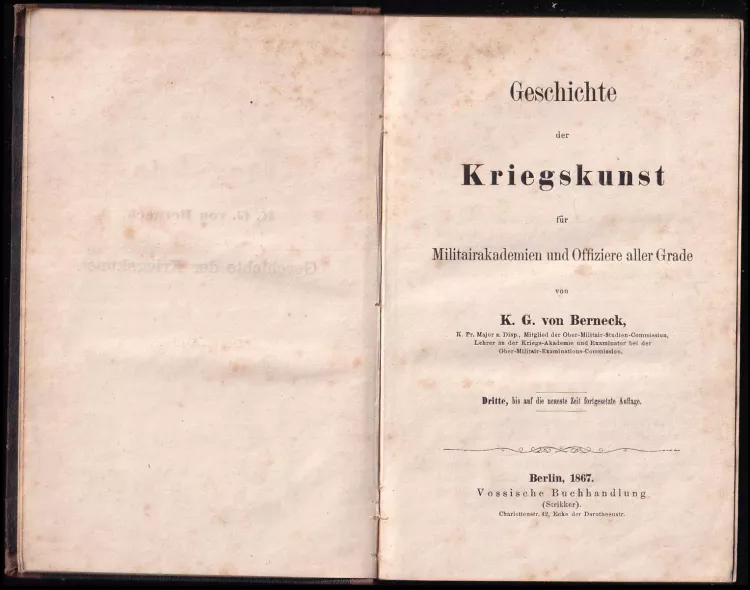 Geschichte
der
Kriegskunst
für
Militairakademien und Offiziere aller Grade
von
K. G. von Berneck,
K. Pr. Major z. Disp., Mitglied der Ober-Militair-Studien-Commission,
Lehrer an der Kriegs-Akademie und Examinator bei der
Ober-Militair-Examinations-Commission.
Dritte, bis auf die neueste Zeit fortgesetzte Auflage.
Berlin, 1867.
Vossische Buchhandlung
(Strikker).
Charlottenstr. 42, Ecke der Dorotheenstr.